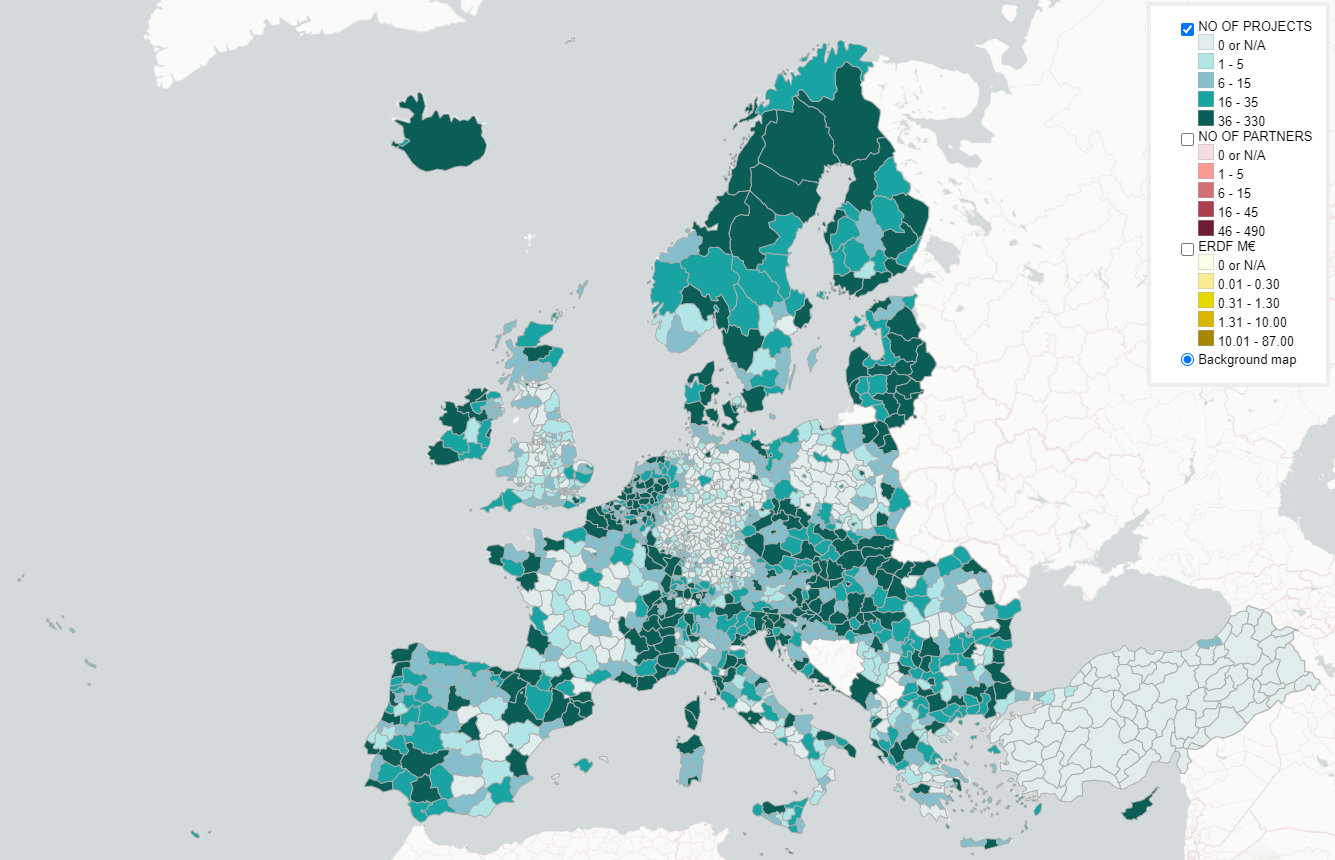 NO OF PROJECTS
0 or N/A
1 - 5
6 - 15
16 - 35
36 - 330
NO OF PARTNERS
0 or N/A
1 - 5
6 - 15
16 - 45
46 - 490
ERDF M€
0 or N/A
0.01 - 0.30
0.31 - 1.30
1.31 - 10.00
10.01 - 87.00
Background map